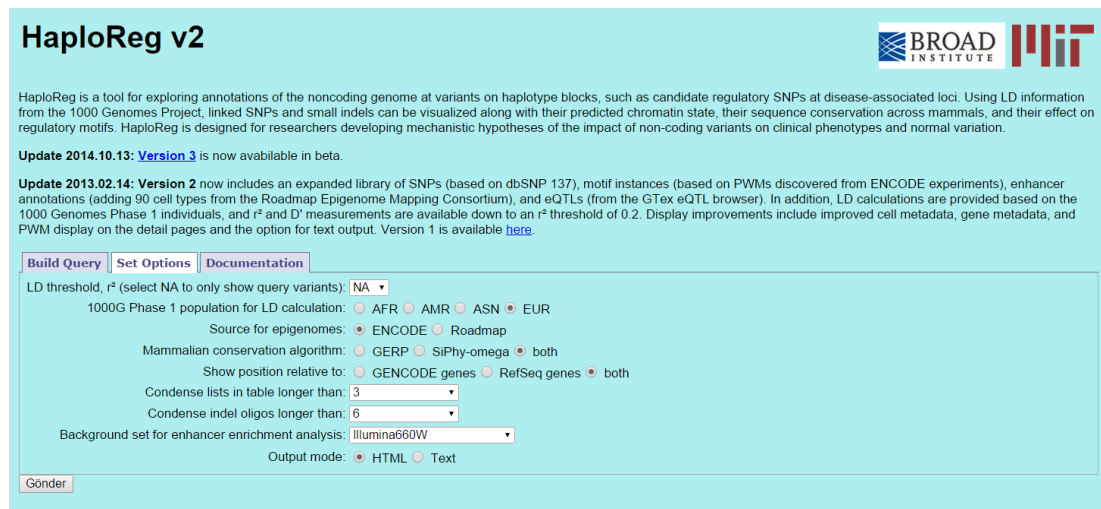 HaploReg v2
BROAD
INSTITUTE
MIT
HaploReg is a tool for exploring annotations of the noncoding genome at variants on haplotype blocks, such as candidate regulatory SNPs at disease-associated loci. Using LD information
from the 1000 Genomes Project, linked SNPs and small indels can be visualized along with their predicted chromatin state, their sequence conservation across mammals, and their effect on
regulatory motifs. HaploReg is designed for researchers developing mechanistic hypotheses of the impact of non-coding variants on clinical phenotypes and normal variation.
Update 2014.10.13: Version 3 is now avabilable in beta.
Update 2013.02.14: Version 2 now includes an expanded library of SNPs (based on dbSNP 137), motif instances (based on PWMs discovered from ENCODE experiments), enhancer
annotations (adding 90 cell types from the Roadmap Epigenome Mapping Consortium), and eQTLs (from the GTex eQTL browser). In addition, LD calculations are provided based on the
1000 Genomes Phase 1 individuals, and r² and D' measurements are available down to an r² threshold of 0.2. Display improvements include improved cell metadata, gene metadata, and
PWM display on the detail pages and the option for text output. Version 1 is available here.
Build Query Set Options Documentation
LD threshold, r² (select NA to only show query variants): NA
1000G Phase 1 population for LD calculation: AFR AMR ASN EUR
Source for epigenomes: ENCODE Roadmap
Mammalian conservation algorithm: GERP SiPhy-omega both
Show position relative to: GENCODE genes RefSeq genes both
Condense lists in table longer than: 3
Condense indel oligos longer than: 6
Background set for enhancer enrichment analysis: Illumina660W
Output mode: HTML Text
Gönder